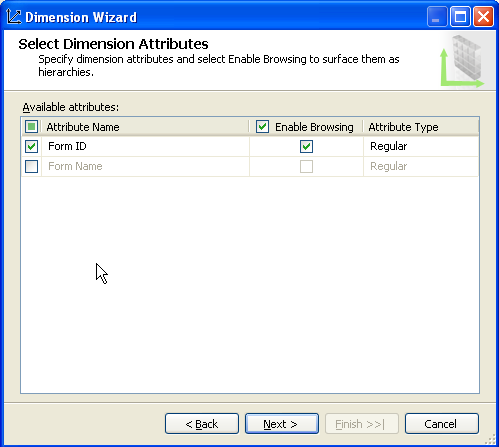 Dimension Wizard
Select Dimension Attributes
Specify dimension attributes and select Enable Browsing to surface them as
hierarchies.
Available attributes:
Attribute Name Enable Browsing Attribute Type
Form ID Regular
Form Name Regular
< Back Next > Finish >>| Cancel